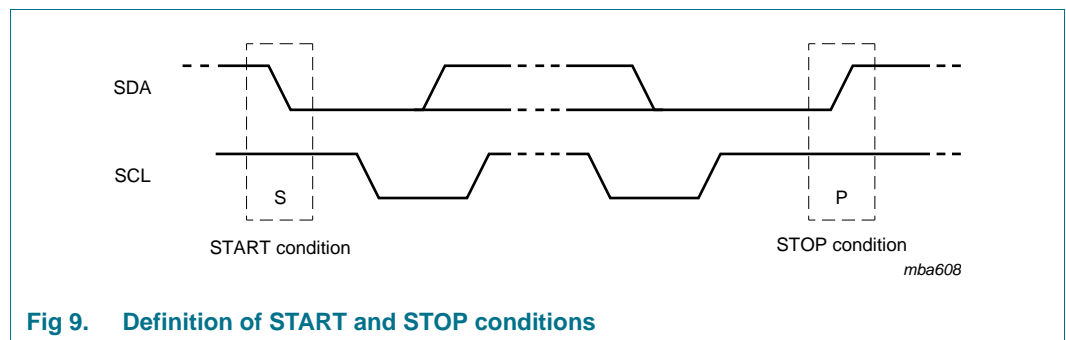 SDA
SCL
S
P
START condition
STOP condition
mba608
Fig 9. Definition of START and STOP conditions